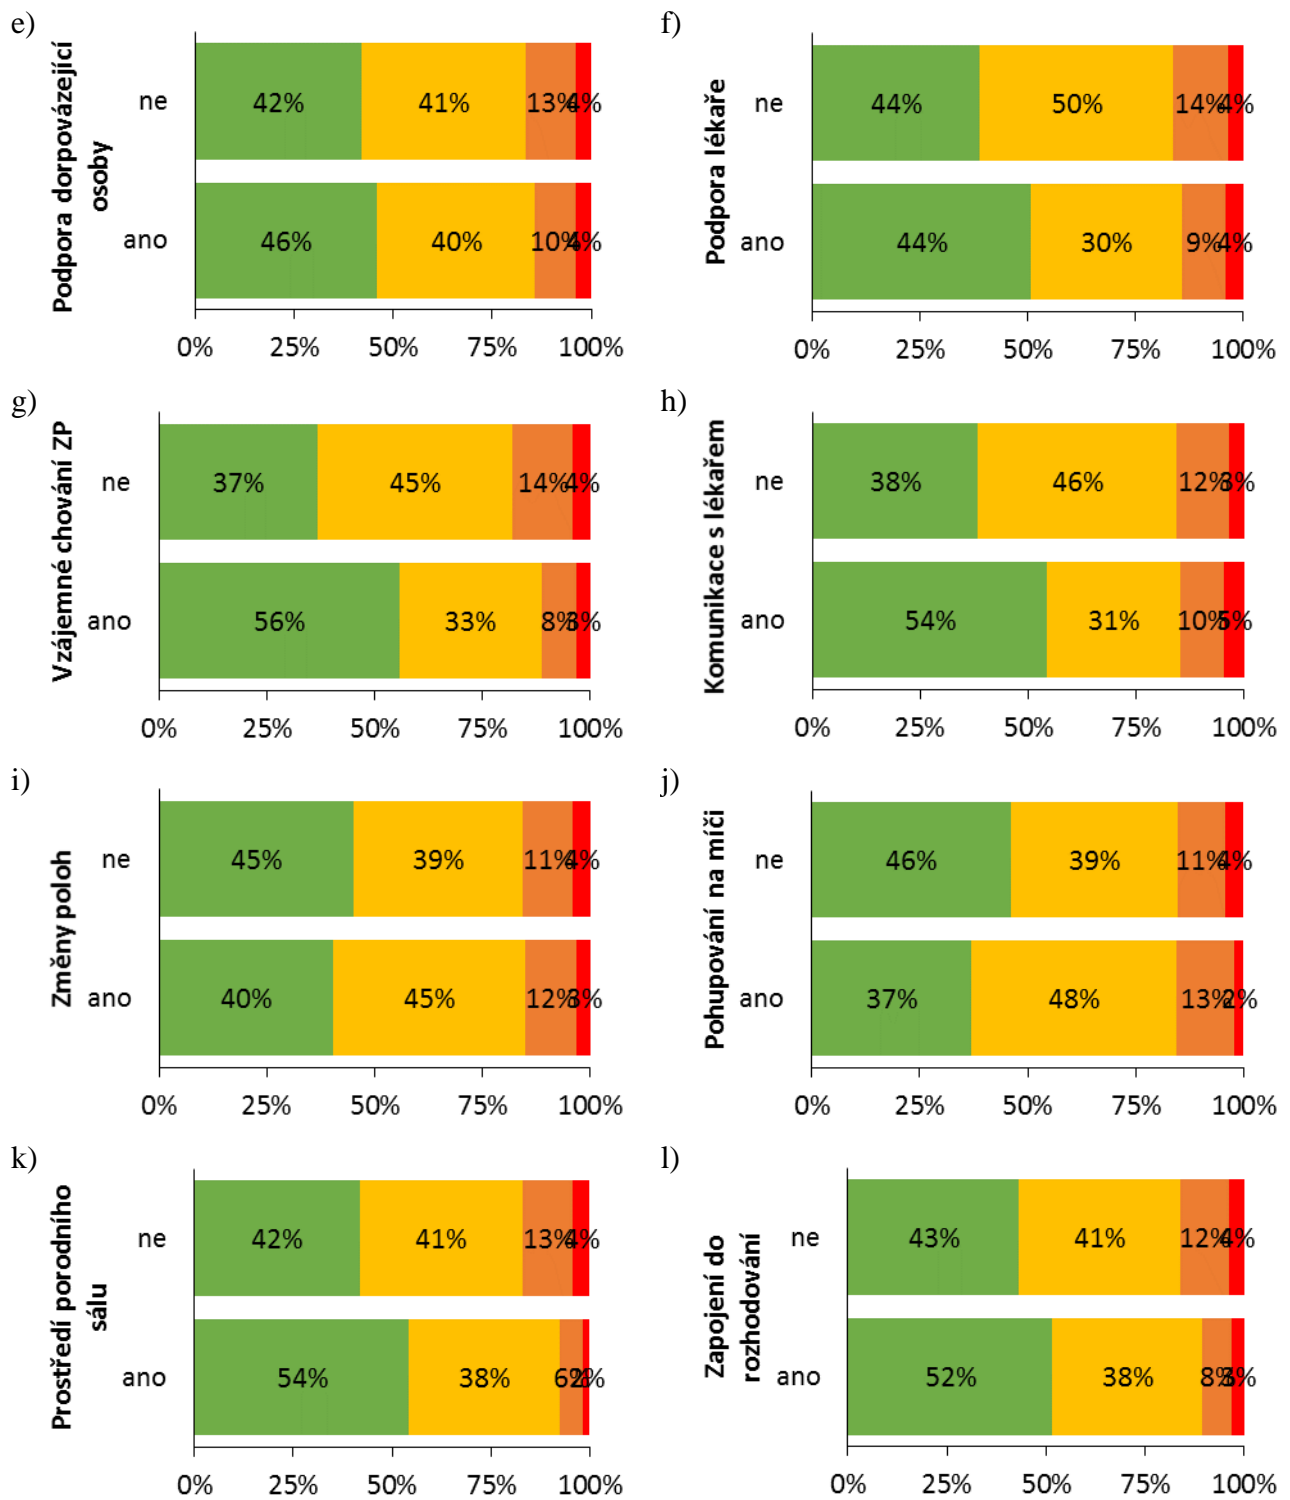 e)
Podpora dorpovázející
osoby
ne
42% 41% 13% 4%
ano
46% 40% 10% 4%
0% 25% 50% 75% 100%
f)
Podpora lékaře
ne
44% 50% 14% 4%
ano
44% 30% 9% 4%
0% 25% 50% 75% 100%
g)
Vzájemné chování ZP
ne
37% 45% 14% 4%
ano
56% 33% 8% 3%
0% 25% 50% 75% 100%
h)
Komunikace s lékařem
ne
38% 46% 12% 3%
ano
54% 31% 10% 5%
0% 25% 50% 75% 100%
i)
Změny poloh
ne
45% 39% 11% 4%
ano
40% 45% 12% 3%
0% 25% 50% 75% 100%
j)
Pohupování na míči
ne
46% 39% 11% 4%
ano
37% 48% 13% 2%
0% 25% 50% 75% 100%
k)
Prostředí porodního
sálu
ne
42% 41% 13% 4%
ano
54% 38% 6% 2%
0% 25% 50% 75% 100%
l)
Zapojení do
rozhodování
ne
43% 41% 12% 4%
ano
52% 38% 8% 3%
0% 25% 50% 75% 100%